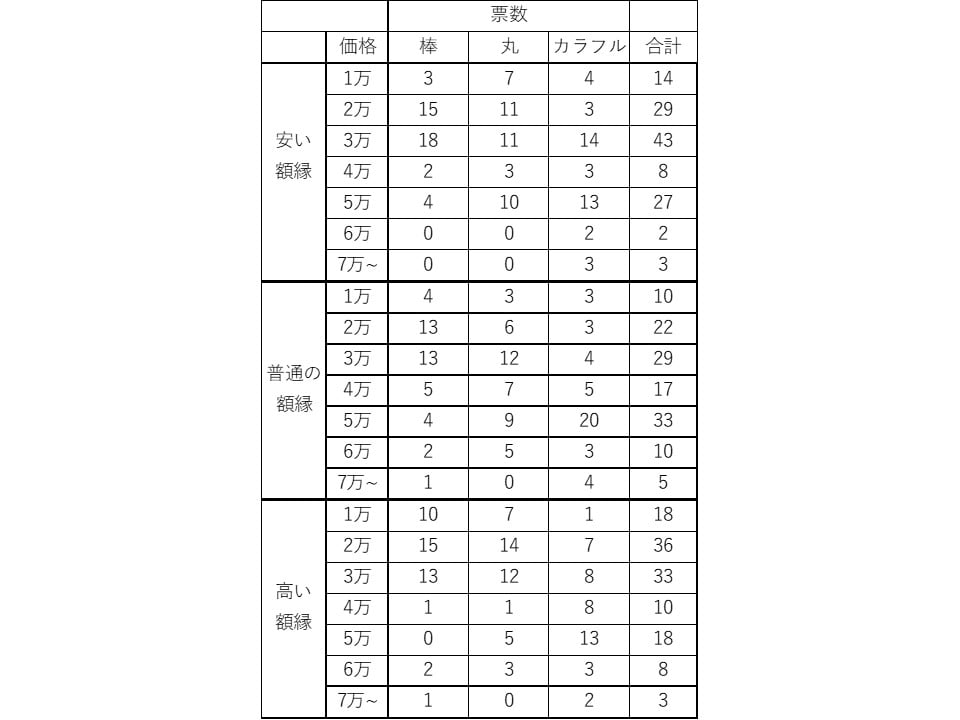 票数
価格 棒 丸 カラフル 合計
安い
額縁
1万 3 7 4 14
2万 15 11 3 29
3万 18 11 14 43
4万 2 3 3 8
5万 4 10 13 27
6万 0 0 2 2
7万~ 0 0 3 3
普通の
額縁
1万 4 3 3 10
2万 13 6 3 22
3万 13 12 4 29
4万 5 7 5 17
5万 4 9 20 33
6万 2 5 3 10
7万~ 1 0 4 5
高い
額縁
1万 10 7 1 18
2万 15 14 7 36
3万 13 12 8 33
4万 1 1 8 10
5万 0 5 13 18
6万 2 3 3 8
7万~ 1 0 2 3